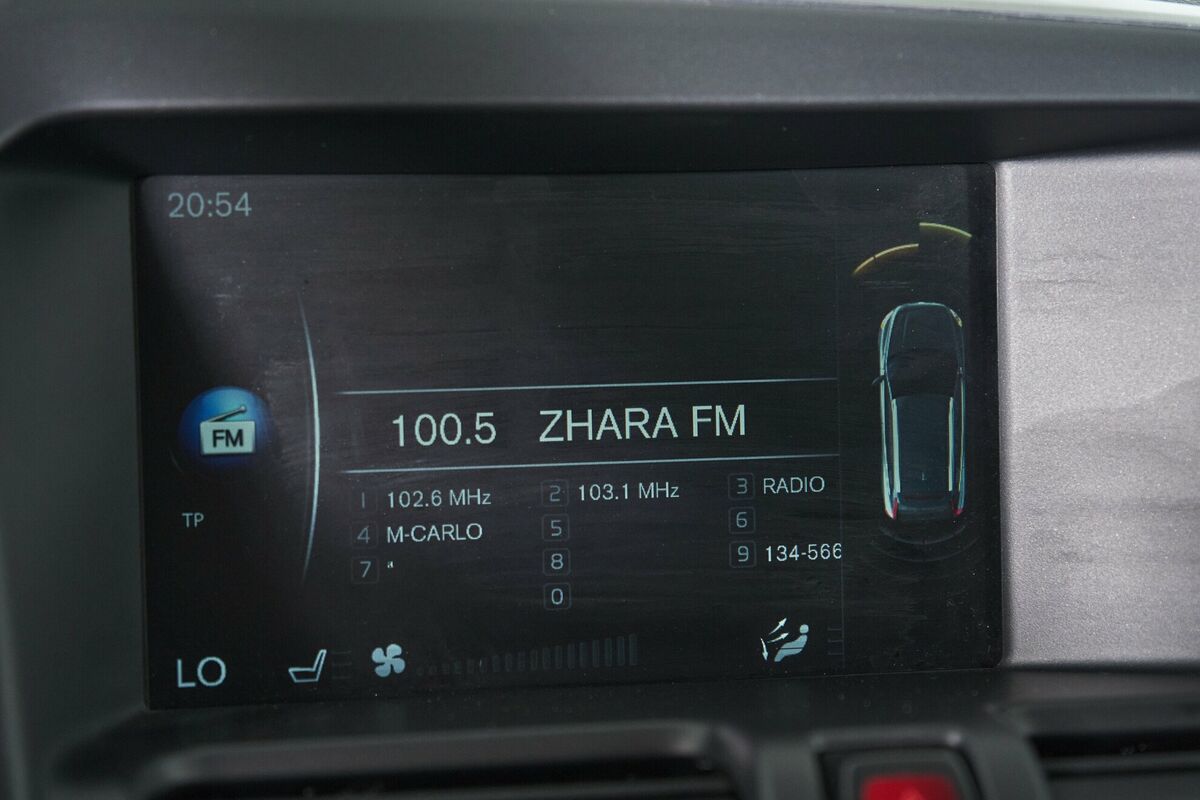 20:54
FM
100.5 ZHARA FM
TP
1 102.6 MHz 2 103.1 MHz 3 RADIO
4 M-CARLO 5 6
7 a 8 9 134-566
0
LO